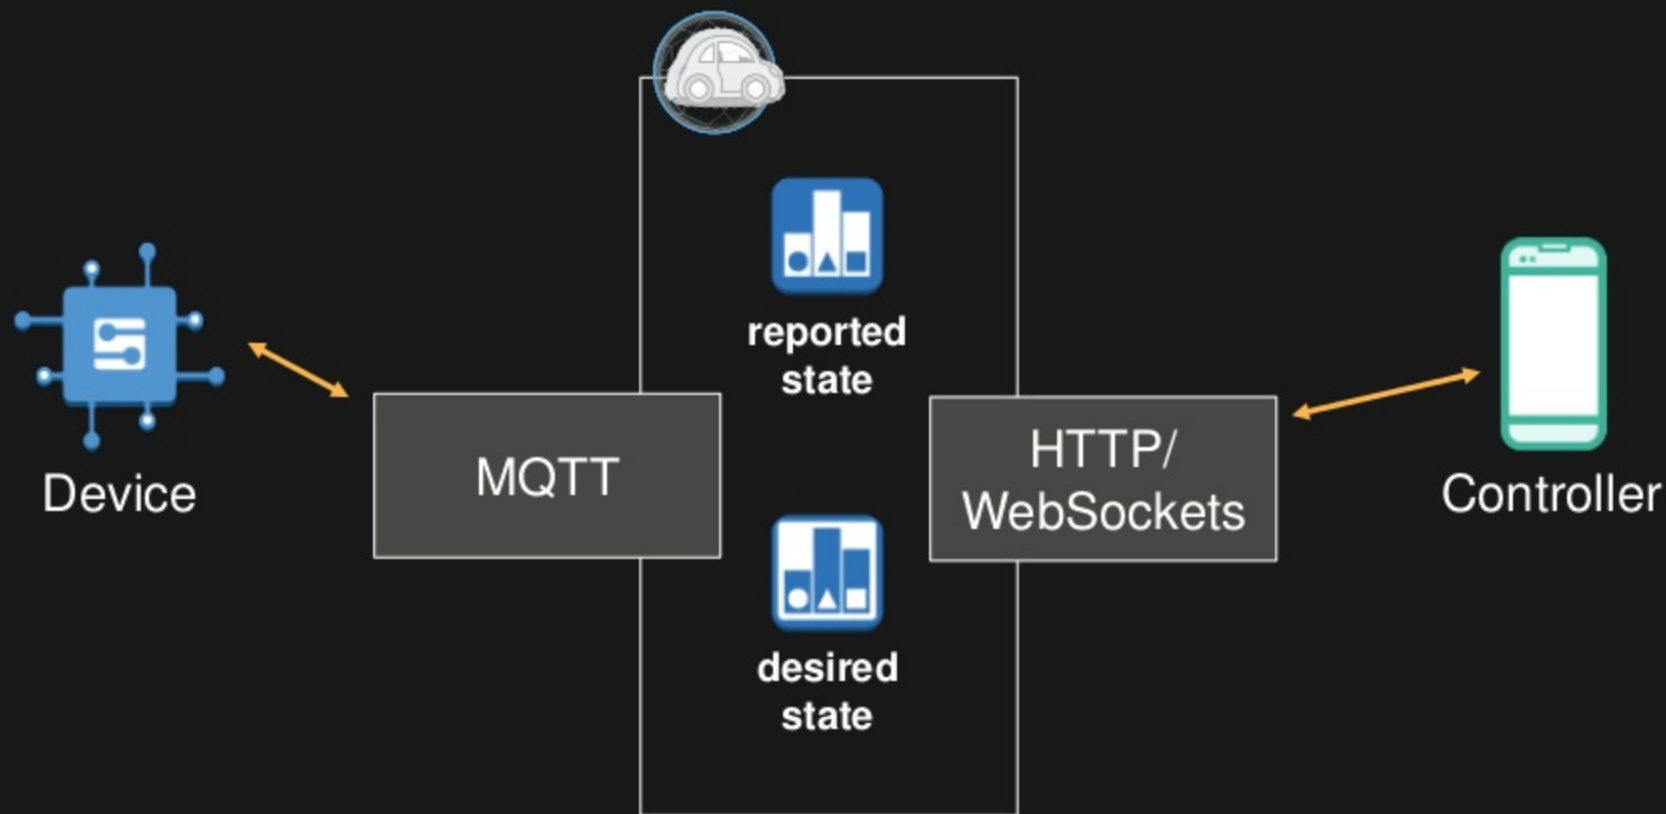 reported
state
MQTT
HTTP/
WebSockets
Device
Controller
desired
state